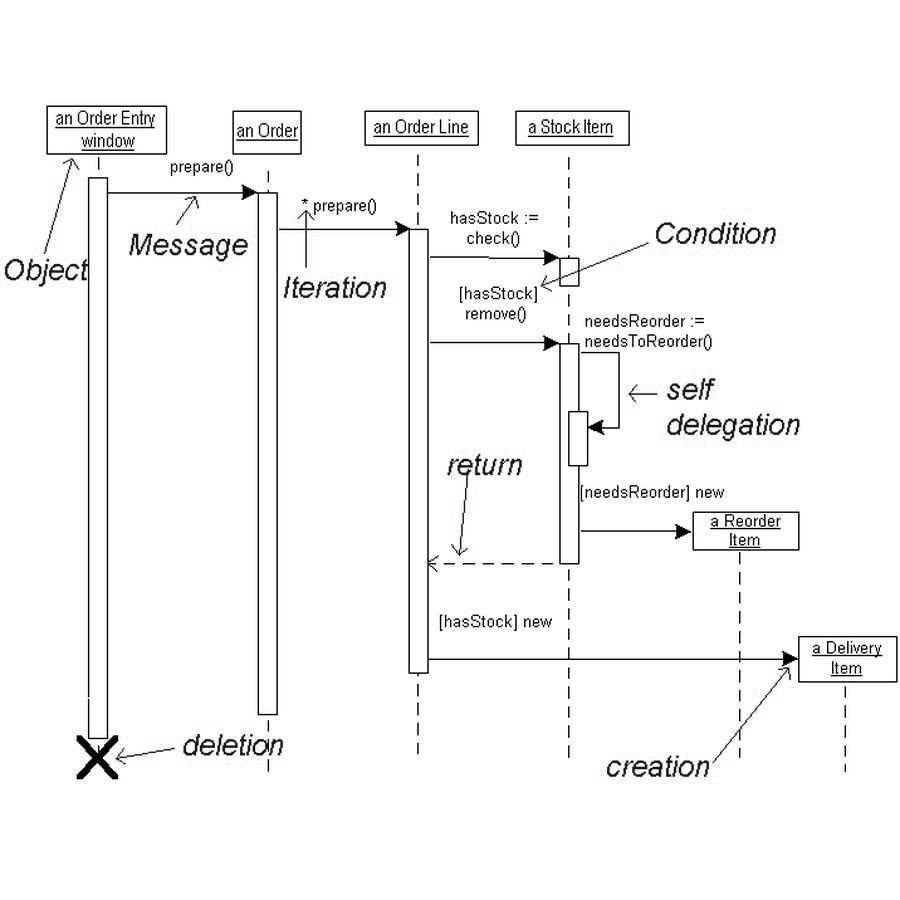 an Order Entry
window
an Order
an Order Line
a Stock Item
prepare()
* prepare()
hasStock :=
check()
Condition
Message
Object
Iteration
[hasStock]
remove()
needsReorder :=
needsToReorder()
self
delegation
return
[needsReorder] new
a Reorder
Item
[hasStock] new
a Delivery
Item
deletion
creation